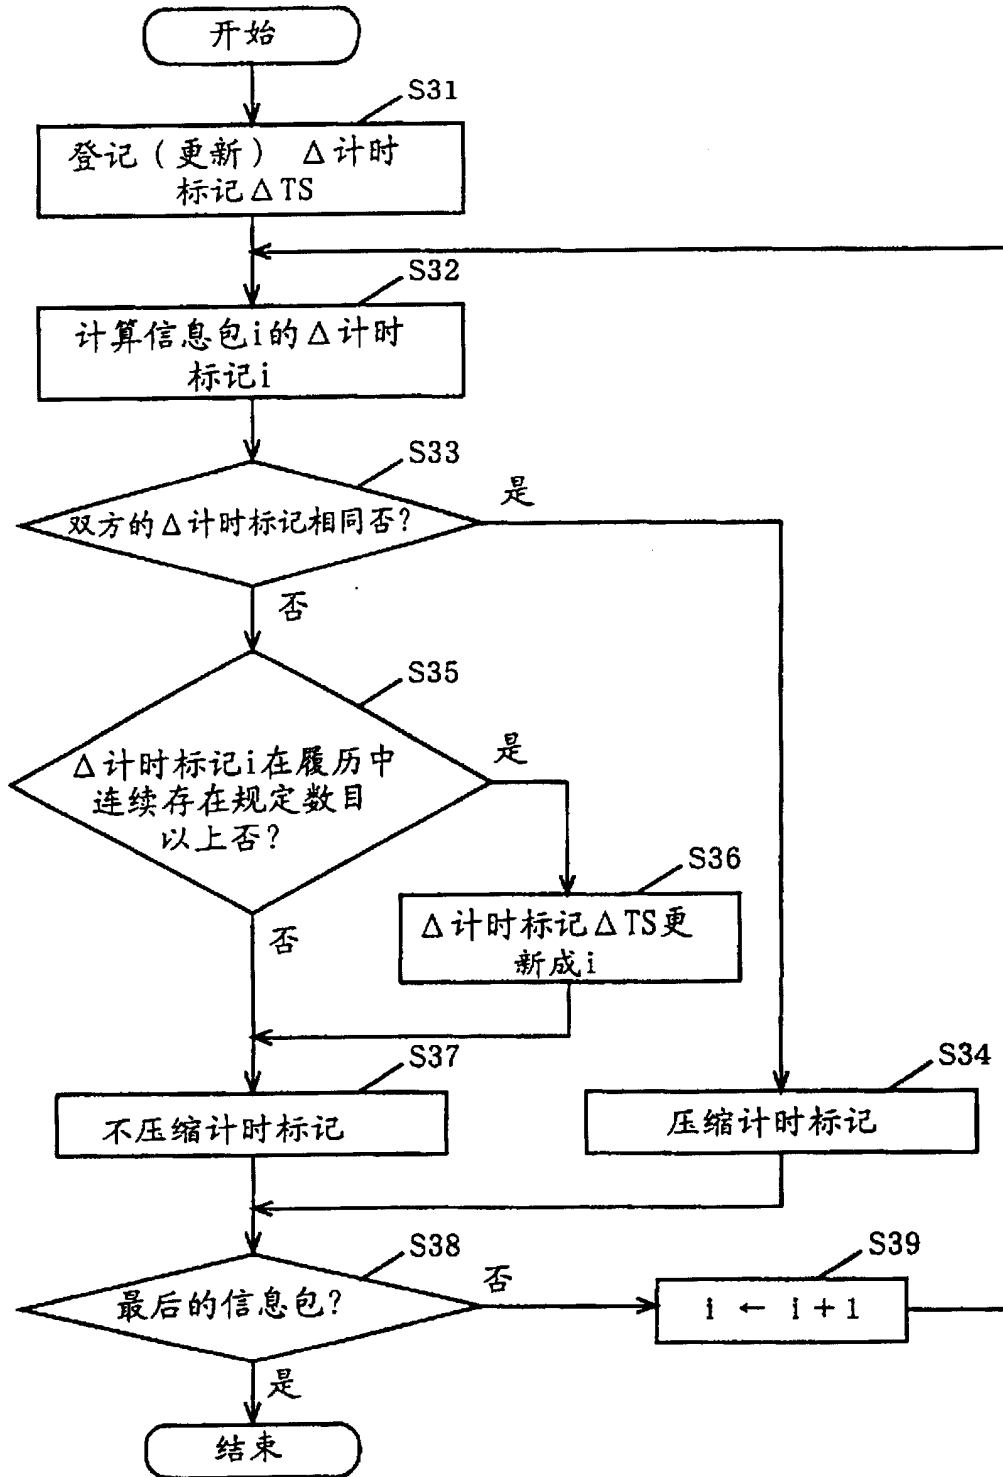 开始
S31
登记（更新） Δ计时
标记ΔTS
S32
计算信息包i的Δ计时
标记i
S33
是
双方的Δ计时标记相同否?
否
S35
Δ计时标记i在履历中
连续存在规定数目
以上否?
是
S36
Δ计时标记ΔTS更
新成i
否
S37
不压缩计时标记
S34
压缩计时标记
S38
最后的信息包?
否
S39
i ← i + 1
是
结束